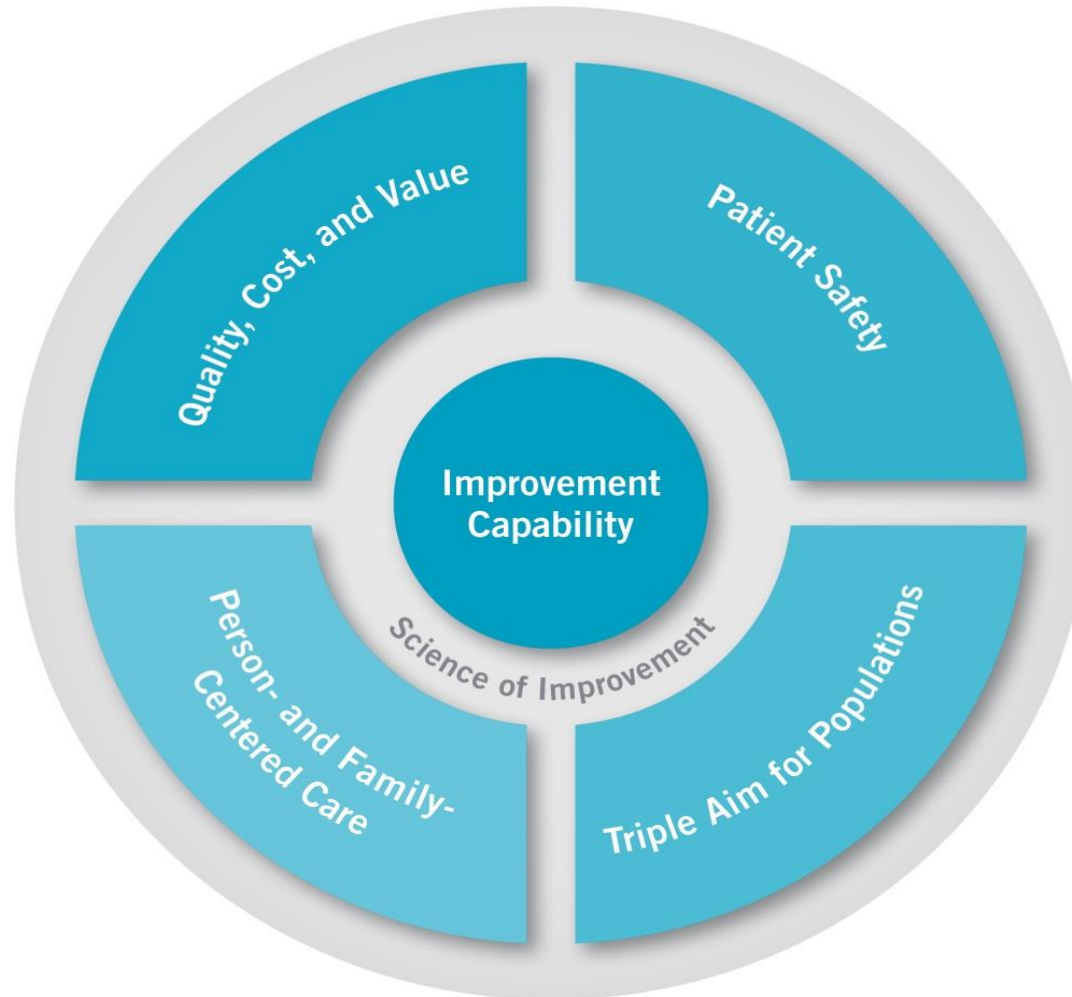 Quality, Cost, and Value
Patient Safety
Improvement
Capability
Science of Improvement
Person- and Family-
Centered Care
Triple Aim for Populations